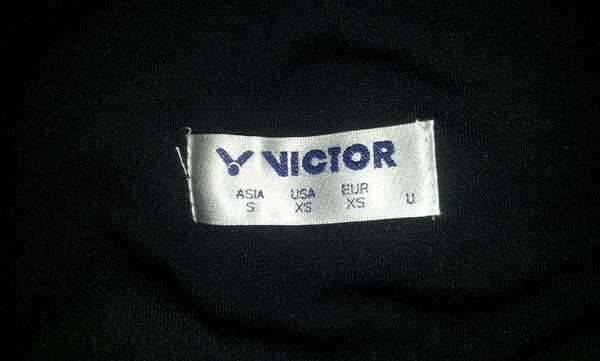 VICTOR
ASIA USA EUR U
S XS XS